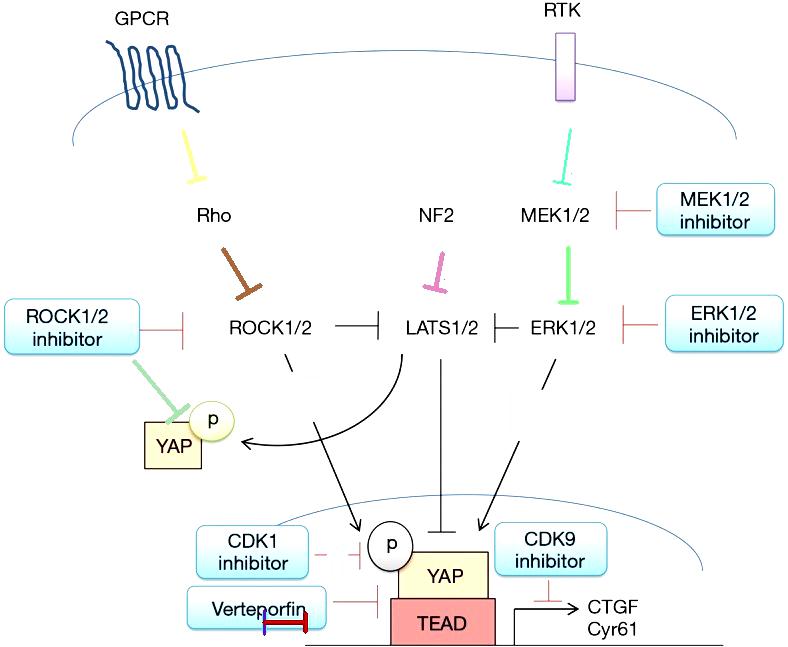 GPCR
RTK
MEK1/2
inhibitor
Rho
NF2
MEK1/2
ROCK1/2
inhibitor
ROCK1/2
LATS1/2
ERK1/2
ERK1/2
inhibitor
p
YAP
p
CDK1
inhibitor
CDK9
inhibitor
YAP
Verteporfin
TEAD
CTGF
Cyr61